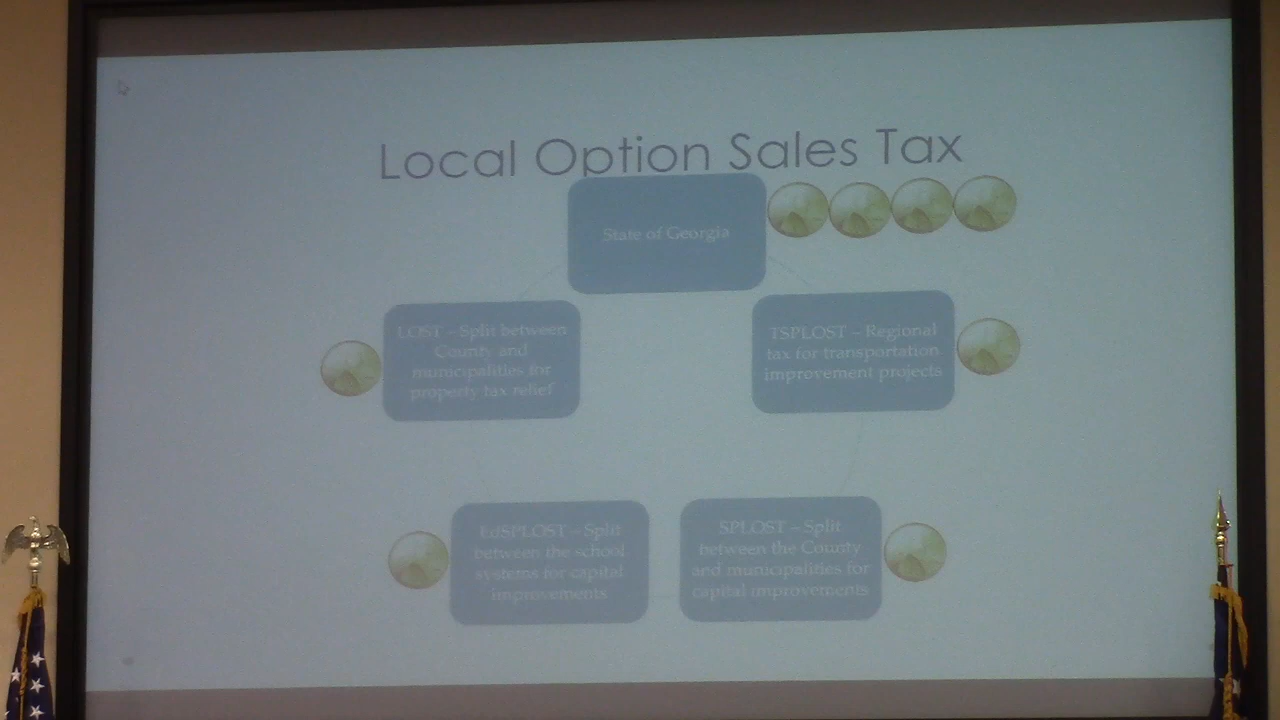 Local Option Sales Tax
State of Georgia
LOST – Split between
County and
municipalities for
property tax relief
TSPLOST – Regional
tax for transportation
improvement projects
EdSPLOST – Split
between the school
systems for capital
improvements
SPLOST – Split
between the County
and municipalities for
capital improvements